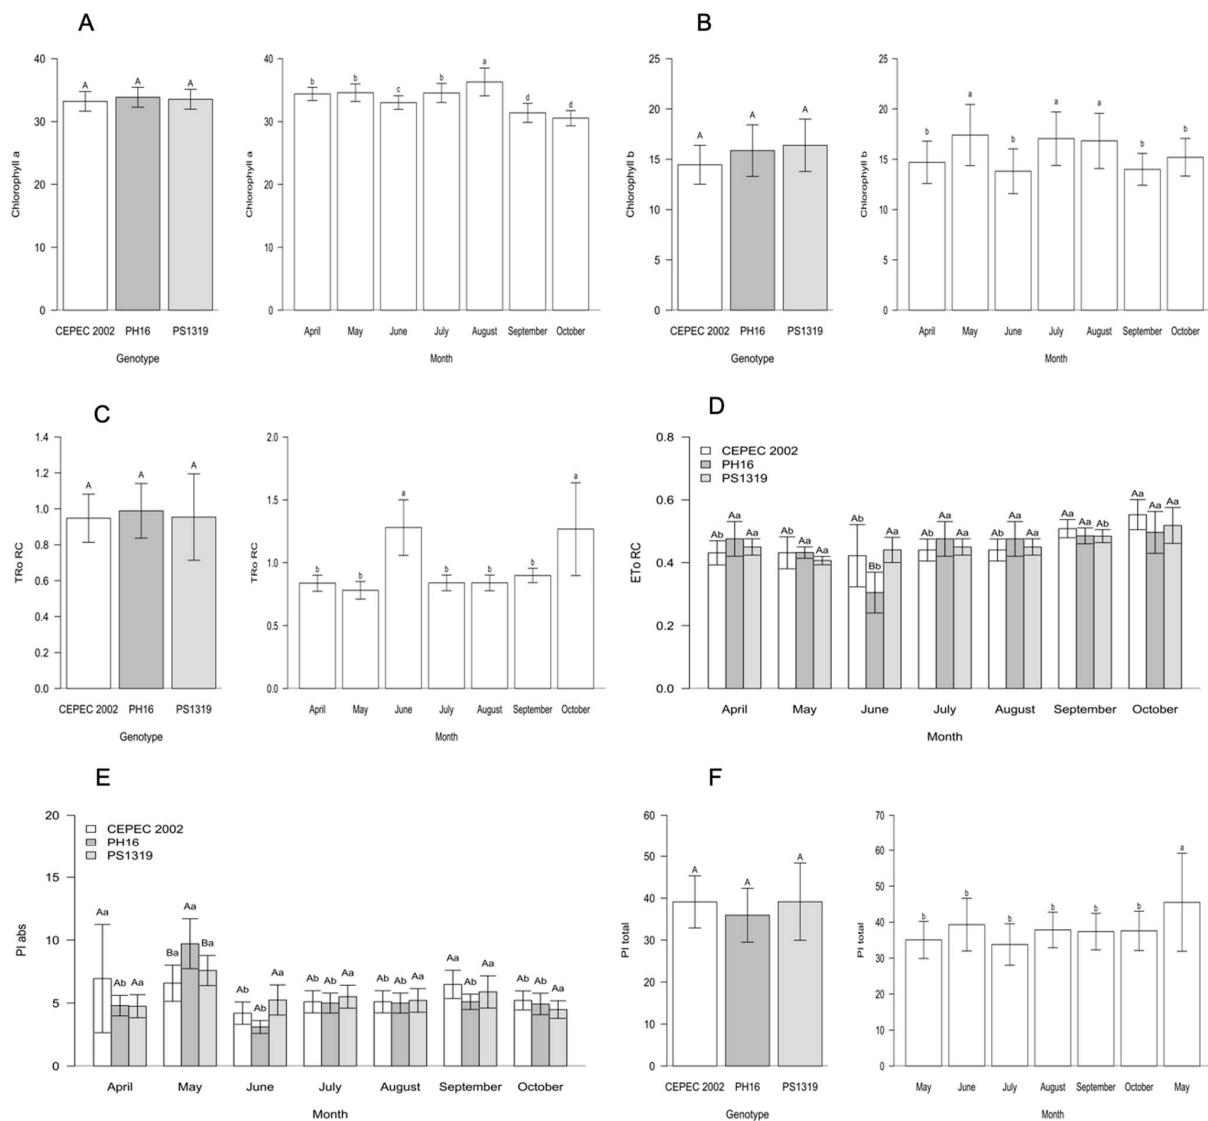 A
B
40
30
20
10
0
Chlorophyll a
A
A
A
CEPEC 2002
PH16
PS1319
Genotype
40
30
20
10
0
Chlorophyll a
b
b
c
b
a
d
d
April
May
June
July
August
September
October
Month
25
20
15
10
5
0
Chlorophyll b
A
A
A
CEPEC 2002
PH16
PS1319
Genotype
25
20
15
10
5
0
Chlorophyll b
b
a
b
a
a
b
b
April
May
June
July
August
September
October
Month
C
D
1.4
1.2
1.0
0.8
0.6
0.4
0.2
0.0
TRo RC
A
A
A
CEPEC 2002
PH16
PS1319
Genotype
2.0
1.5
1.0
0.5
0.0
TRo RC
b
b
a
b
b
b
a
April
May
June
July
August
September
October
Month
0.8
0.6
0.4
0.2
0.0
ETo RC
CEPEC 2002
PH16
PS1319
Ab
Aa
Aa
Ab
Aa
Aa
Ab
Bb
Aa
Ab
Aa
Aa
Ab
Aa
Aa
Aa
Aa
Ab
Aa
Aa
Aa
April
May
June
July
August
September
October
Month
E
F
20
15
10
5
0
PI abs
CEPEC 2002
PH16
PS1319
Aa
Ab
Aa
Ba
Aa
Ba
Ab
Ab
Aa
Ab
Ab
Aa
Ab
Ab
Aa
Aa
Ab
Aa
Ab
Ab
Aa
April
May
June
July
August
September
October
Month
60
50
40
30
20
10
0
PI total
A
A
A
CEPEC 2002
PH16
PS1319
Genotype
70
60
50
40
30
20
10
0
PI total
b
b
b
b
b
b
a
May
June
July
August
September
October
May
Month